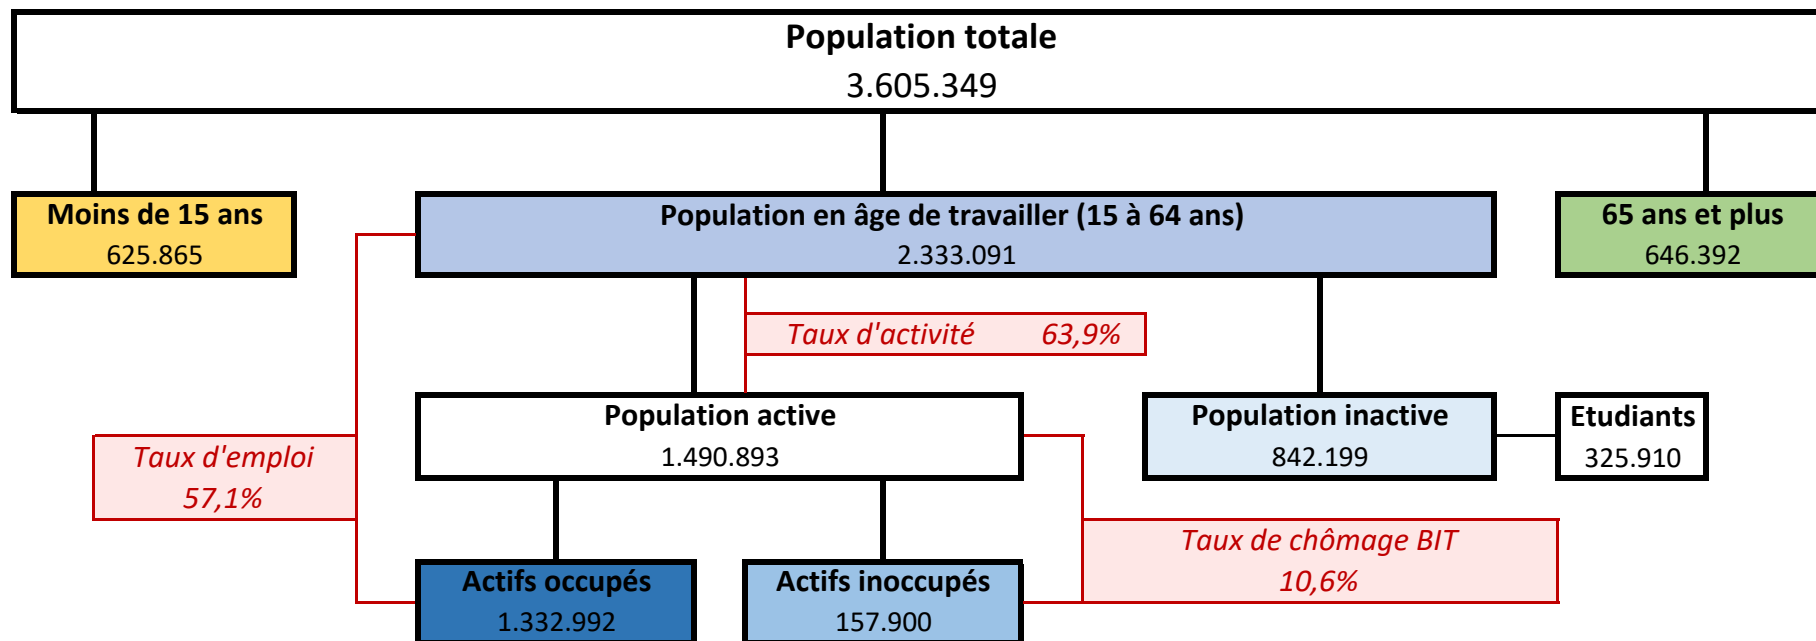 Population totale
3.605.349
Moins de 15 ans
625.865
Population en âge de travailler (15 à 64 ans)
2.333.091
65 ans et plus
646.392
Taux d'activité 63,9%
Population active
1.490.893
Population inactive
842.199
Etudiants
325.910
Taux d'emploi
57,1%
Taux de chômage BIT
10,6%
Actifs occupés
1.332.992
Actifs inoccupés
157.900